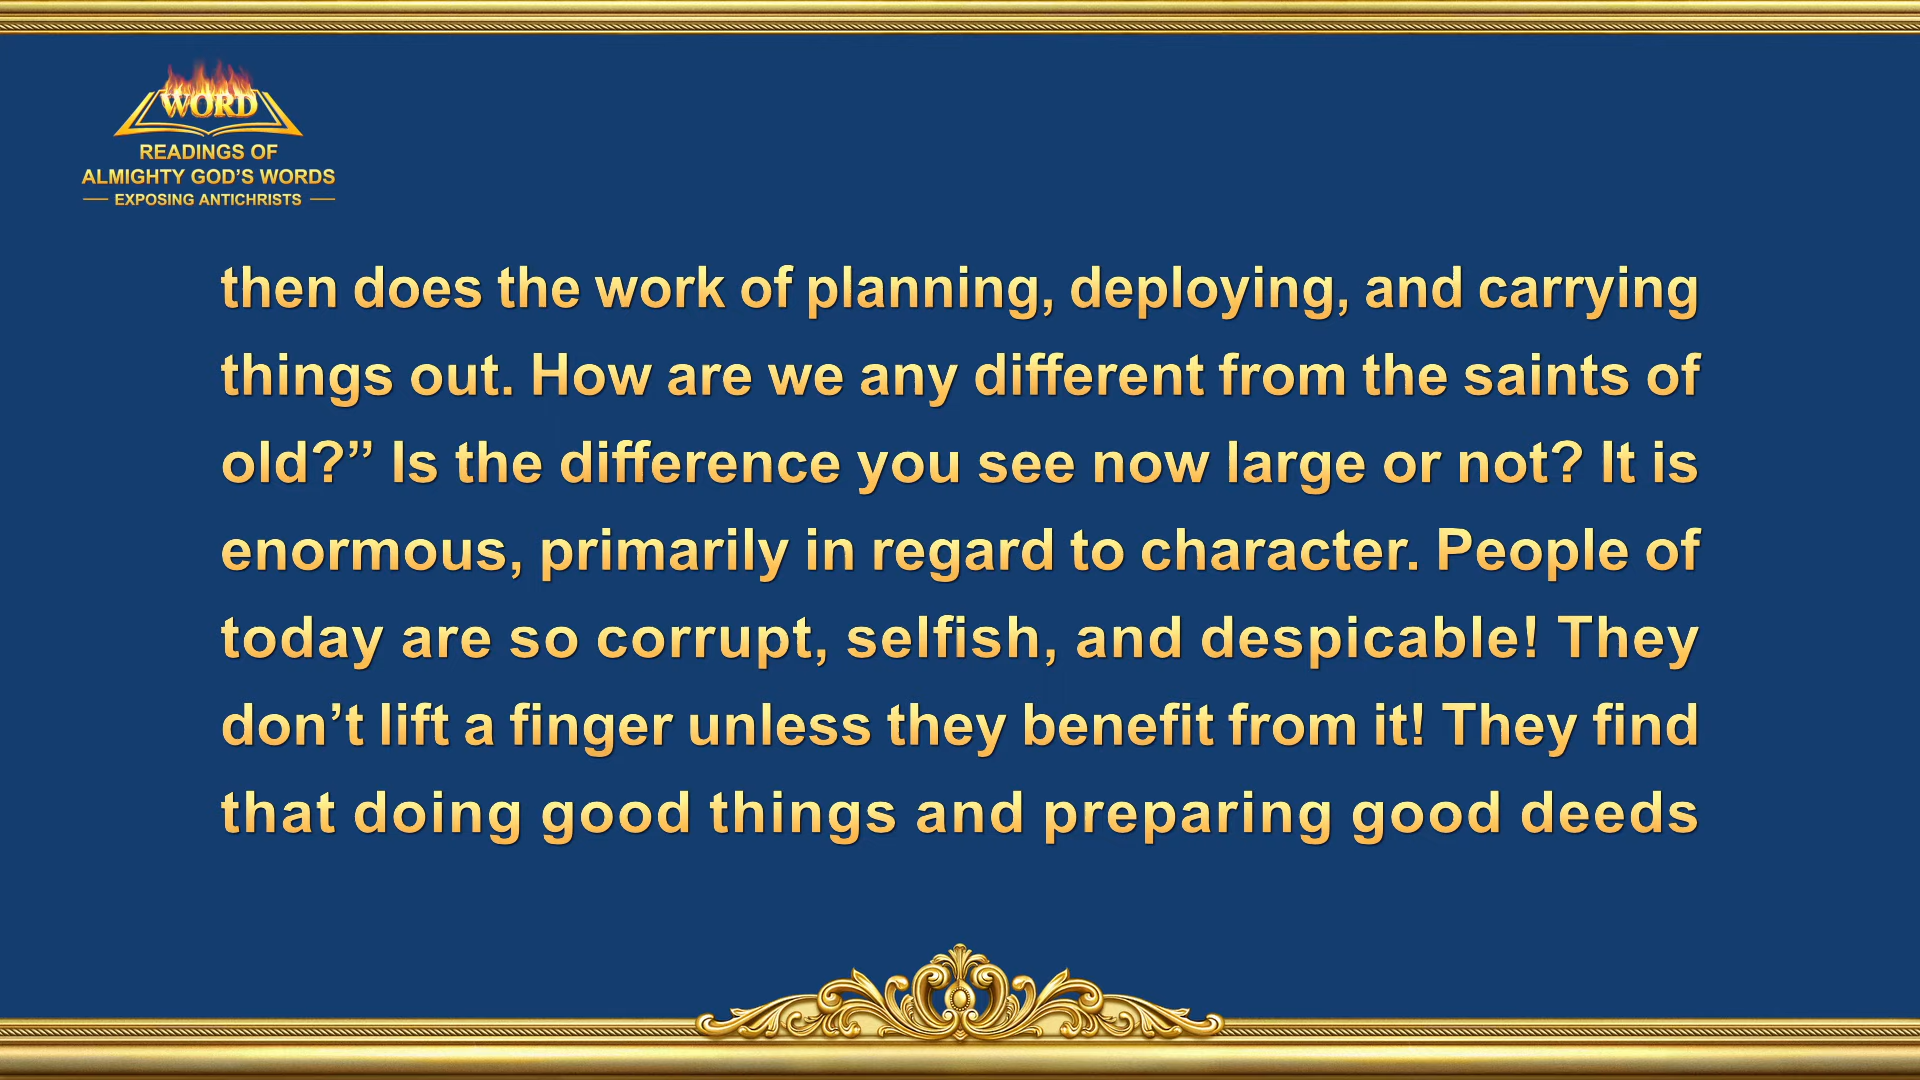 WORD
READINGS OF
ALMIGHTY GOD’S WORDS
EXPOSING ANTICHRISTS
then does the work of planning, deploying, and carrying
things out. How are we any different from the saints of
old?” Is the difference you see now large or not? It is
enormous, primarily in regard to character. People of
today are so corrupt, selfish, and despicable! They
don’t lift a finger unless they benefit from it! They find
that doing good things and preparing good deeds